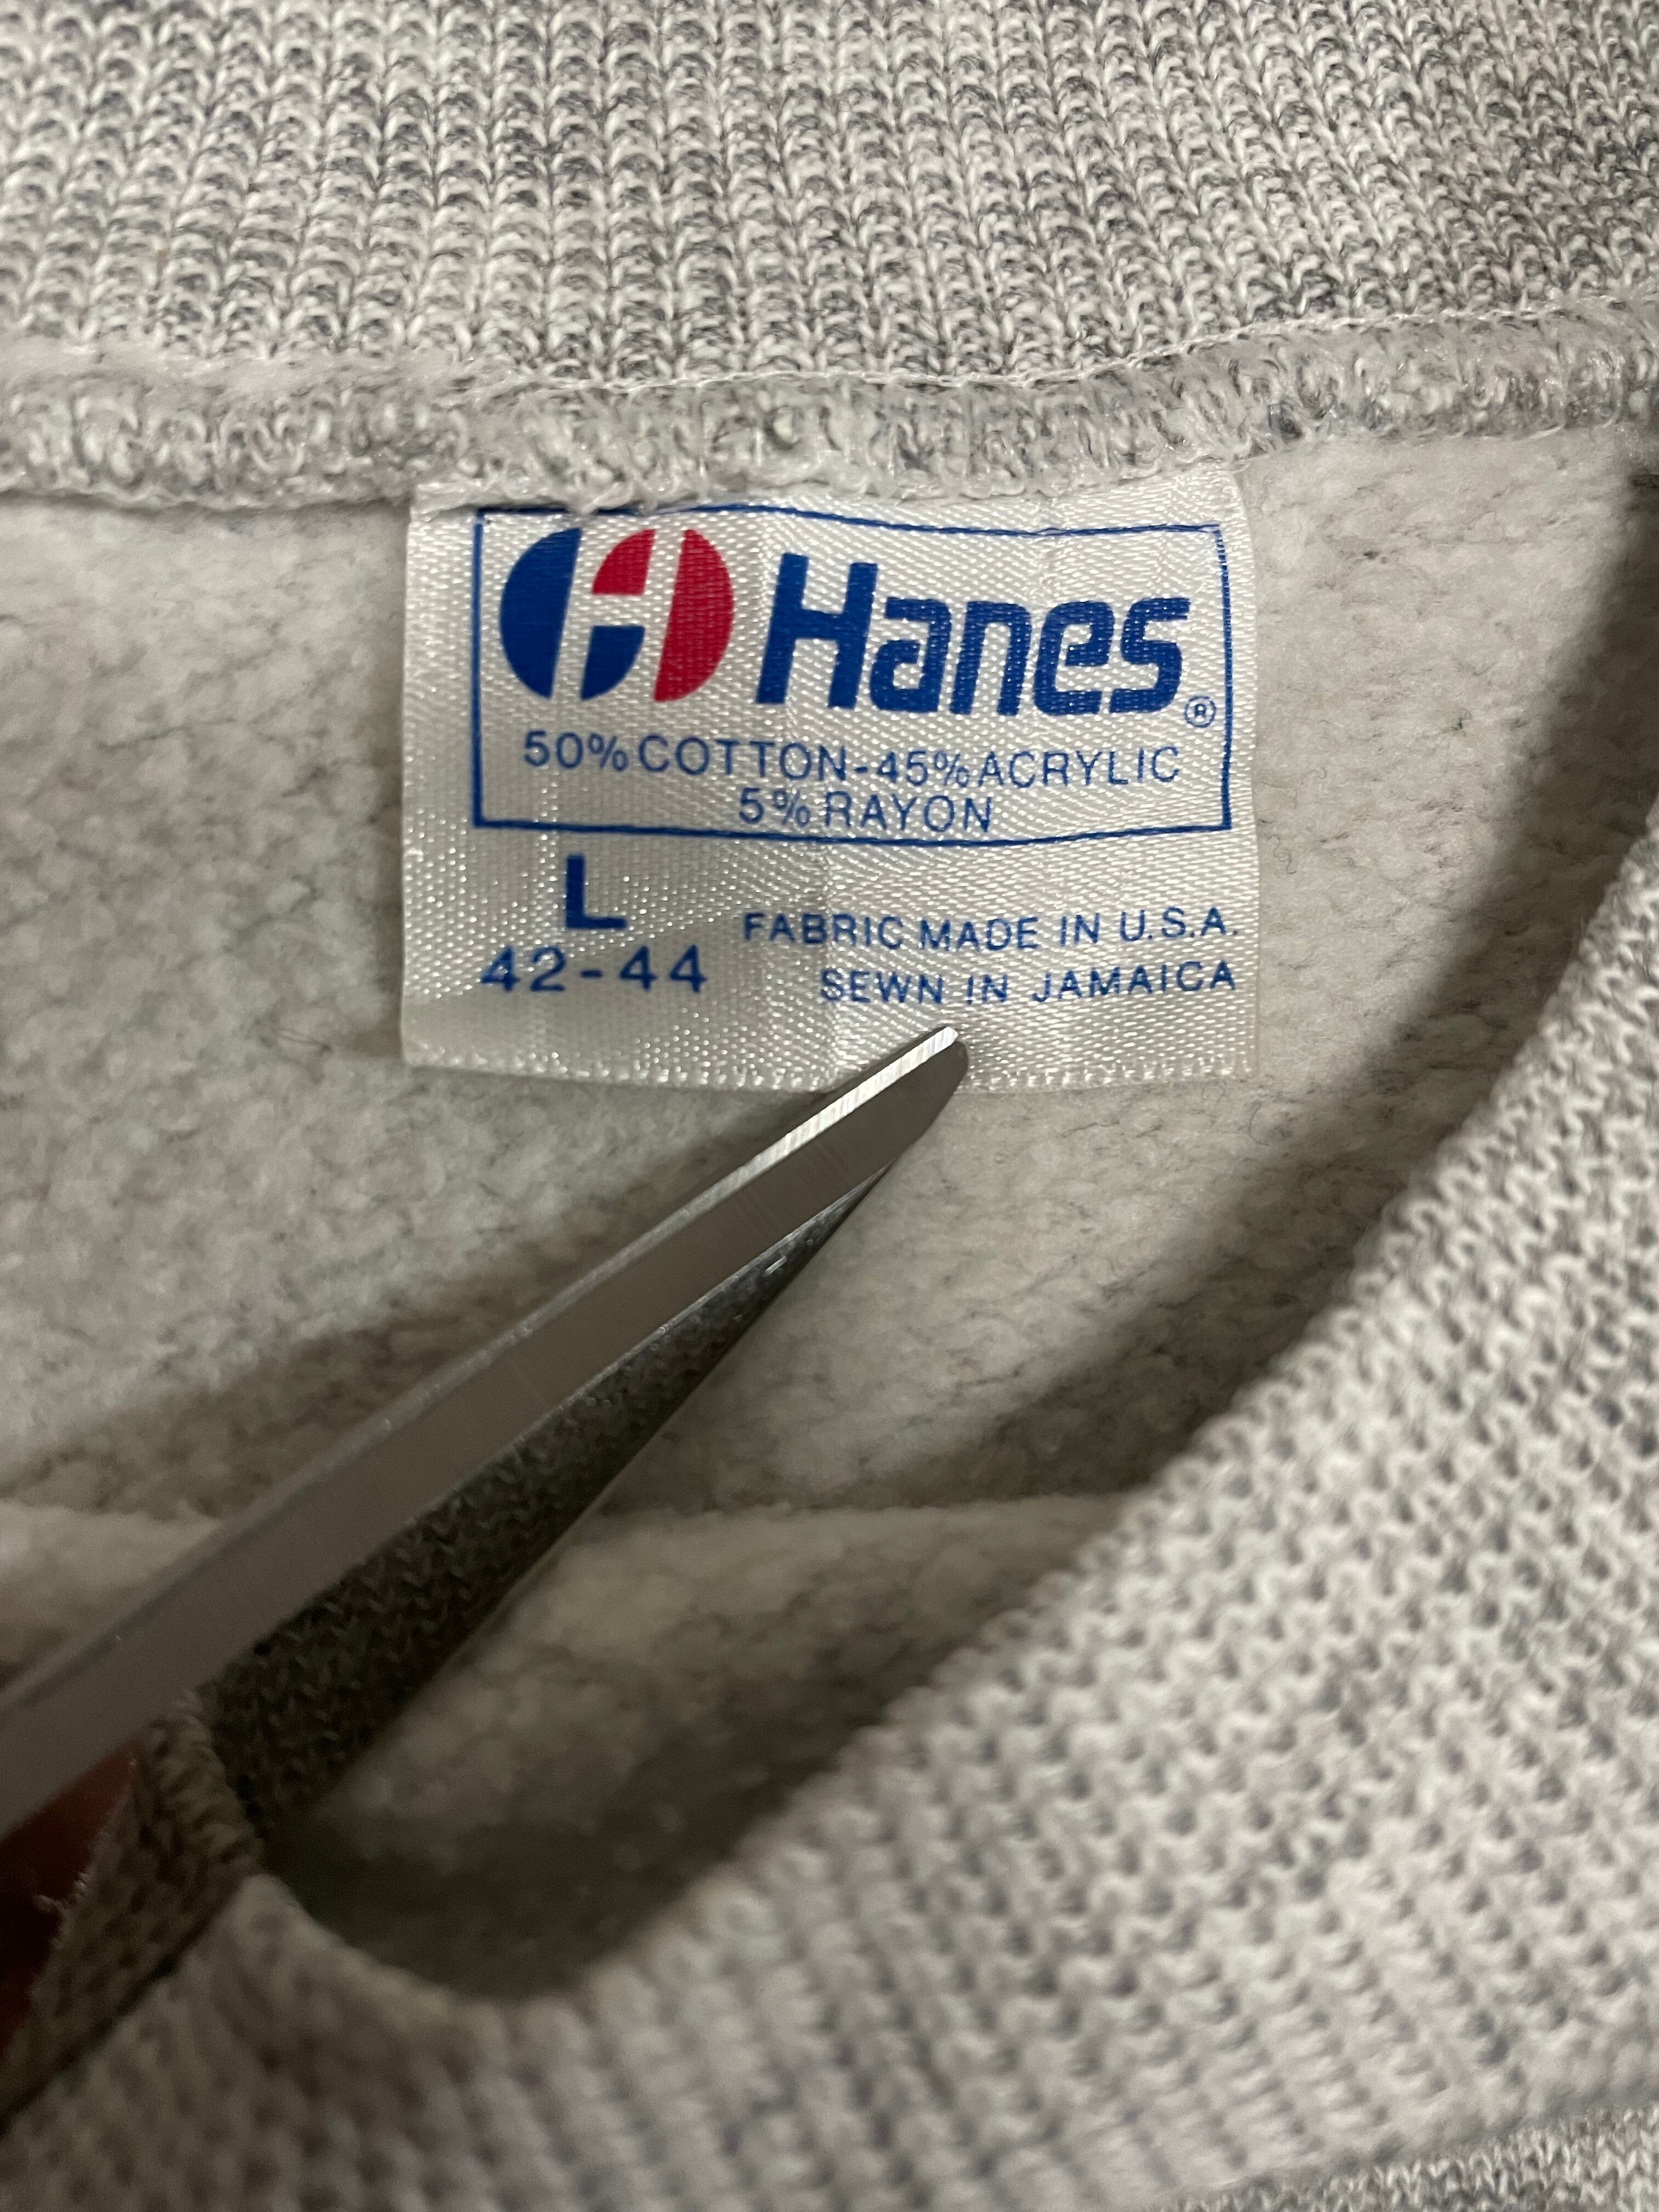 Hanes®
50% COTTON-45% ACRYLIC
5% RAYON
L
42-44
FABRIC MADE IN U.S.A.
SEWN IN JAMAICA